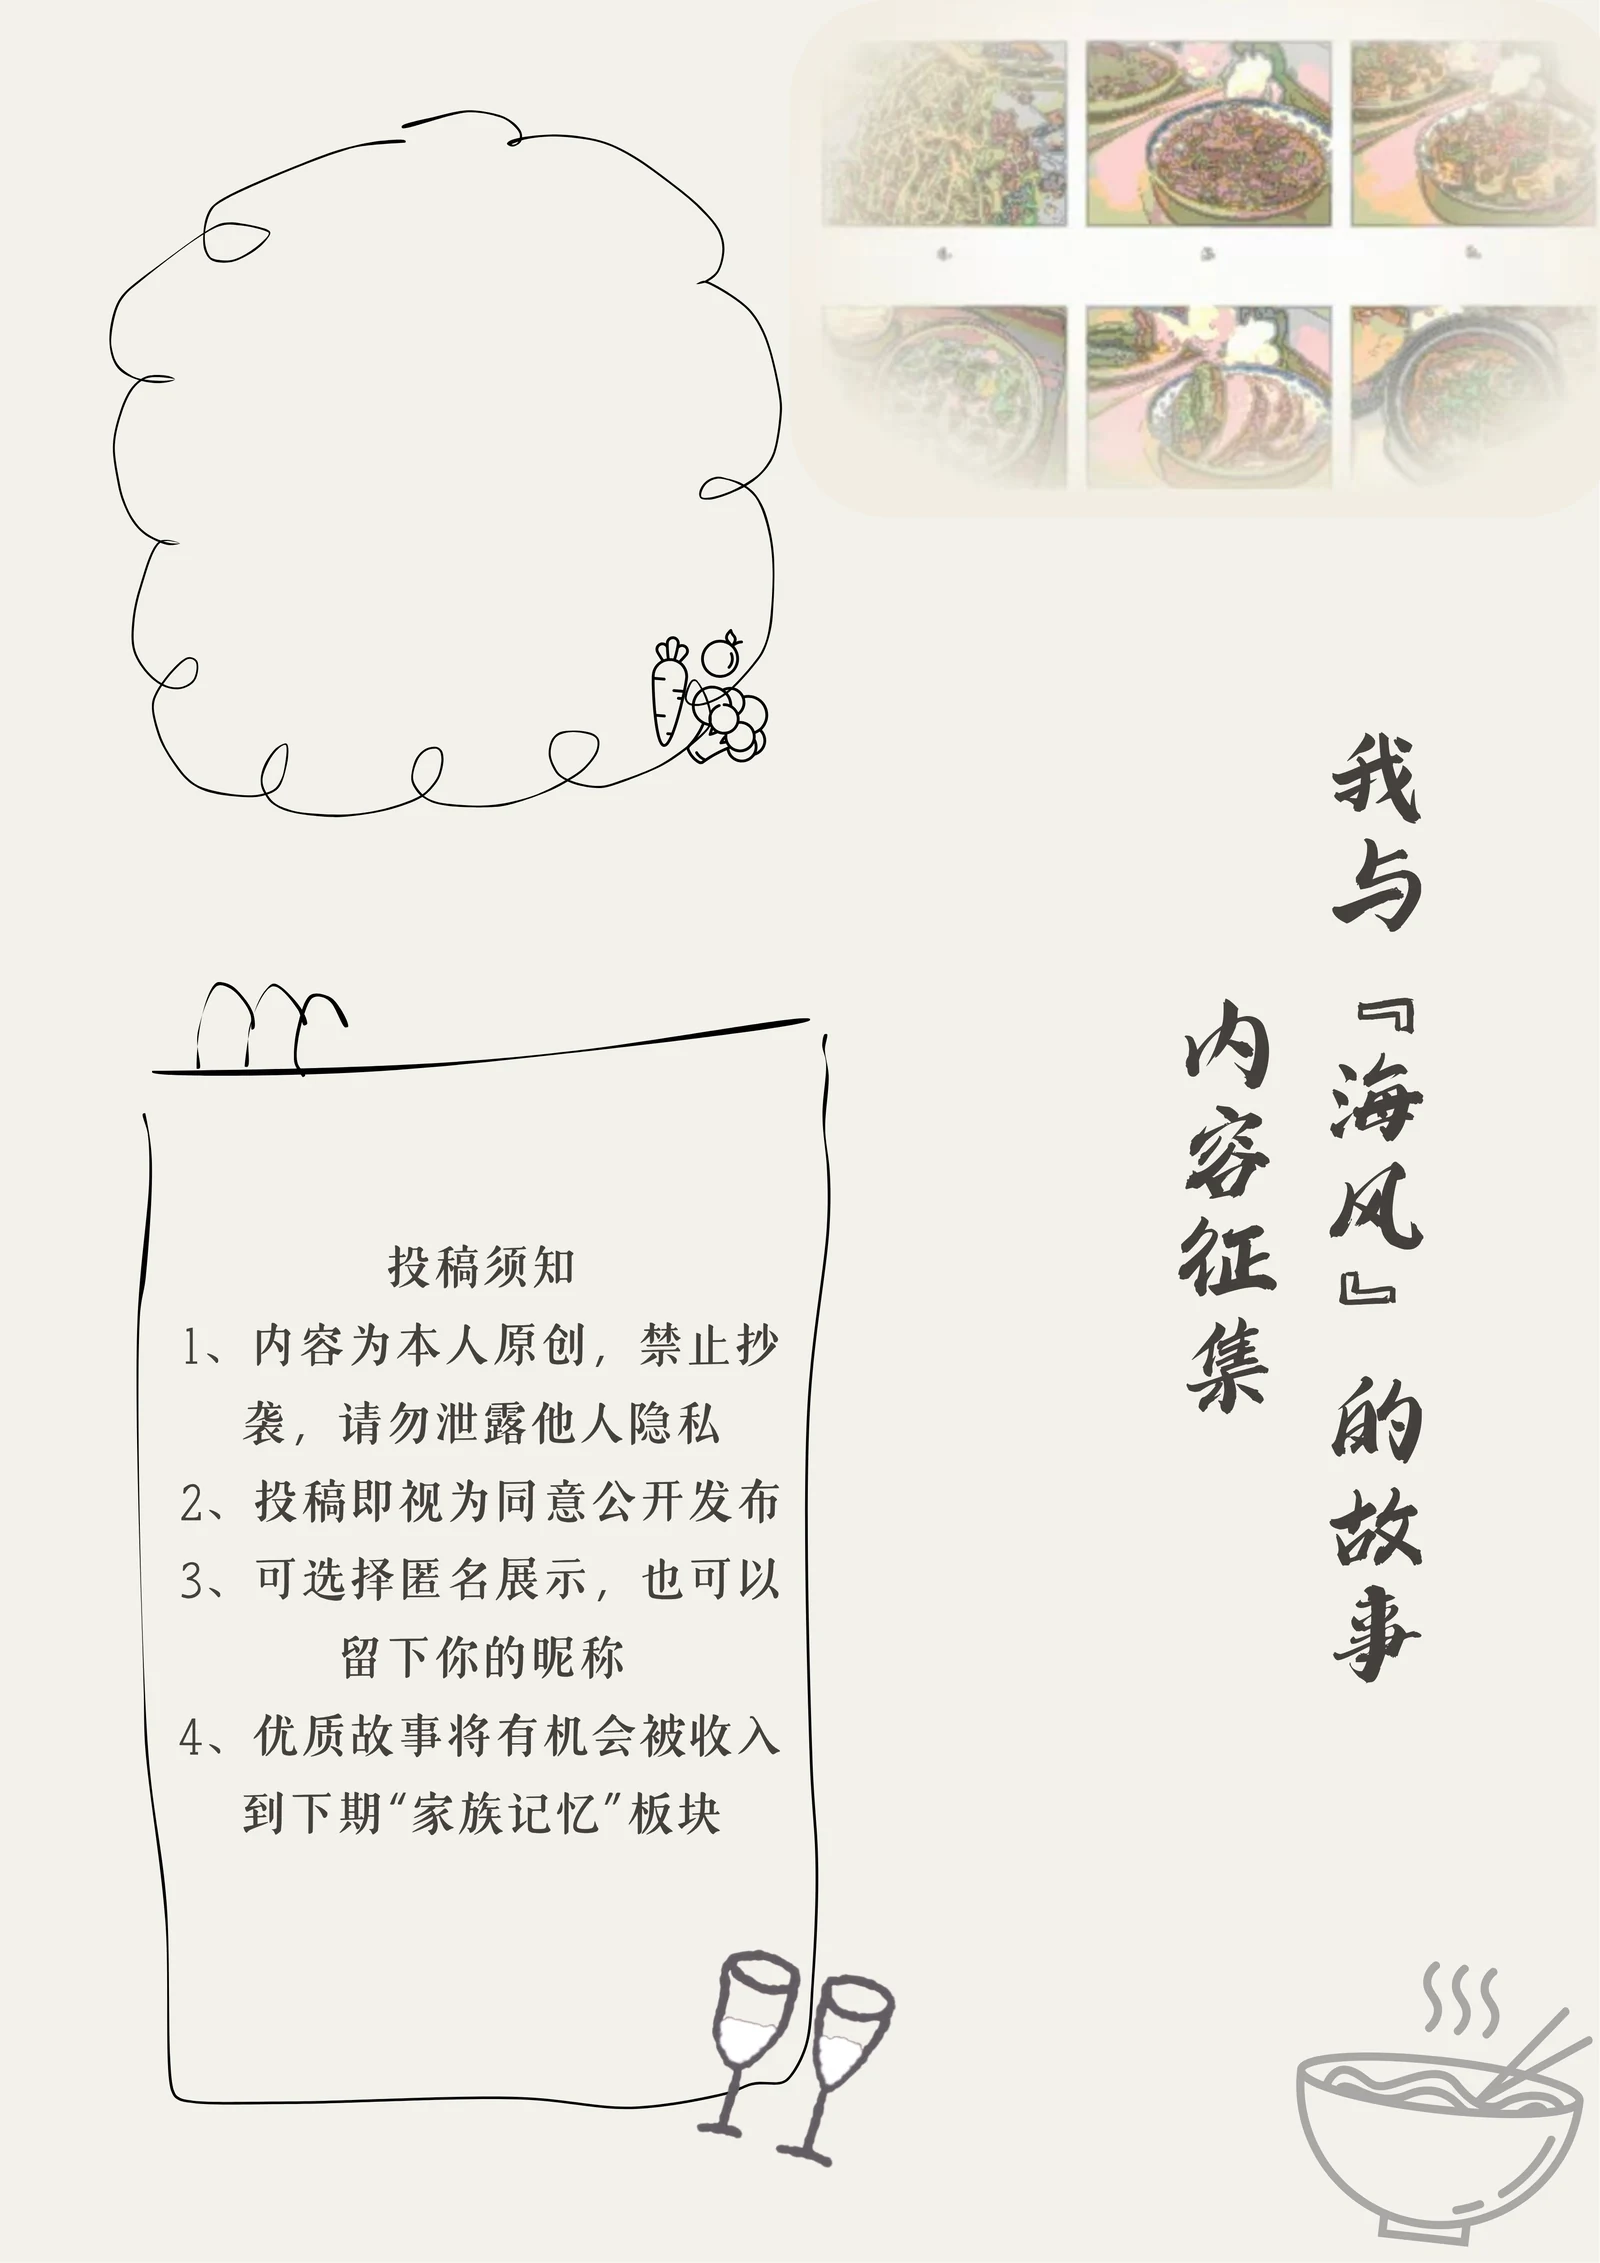 我与『海风』的故事
内容征集
投稿须知
1、内容为本人原创，禁止抄
袭，请勿泄露他人隐私
2、投稿即视为同意公开发布
3、可选择匿名展示，也可以
留下你的昵称
4、优质故事将有机会被收入
到下期“家族记忆”板块